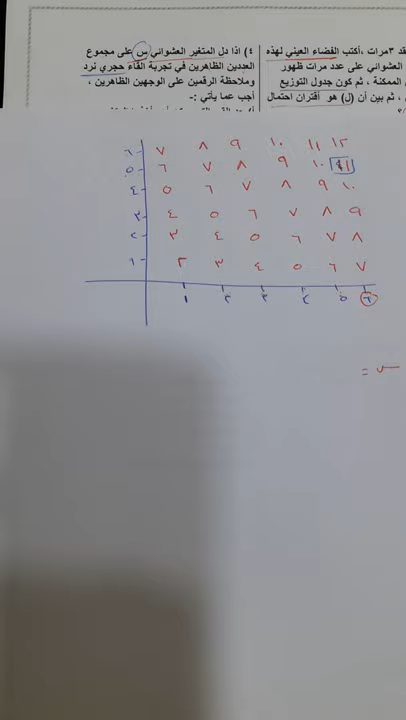 قد ٣مرات ،أكتب الفضاء العيني لهذه
العشوائي على عدد مرات ظهور
الممكنة ، ثم كون جدول التوزيع
، ثم بين أن (ل) هو أقتران احتمال
٤) اذا دل المتغير العشوائي س على مجموع
العددين الظاهرين في تجربة القاء حجري نرد
وملاحظة الرقمين على الوجهين الظاهرين ،
أجب عما يأتي :-
٦ ٧ ٨ ٩ ١٠ ١١ ١٢
٥ ٦ ٧ ٨ ٩ ١٠ ١١
٤ ٥ ٦ ٧ ٨ ٩ ١٠
٣ ٤ ٥ ٦ ٧ ٨ ٩
٢ ٣ ٤ ٥ ٦ ٧ ٨
١ ٢ ٣ ٤ ٥ ٦ ٧
١ ٢ ٣ ٤ ٥ ٦
س =